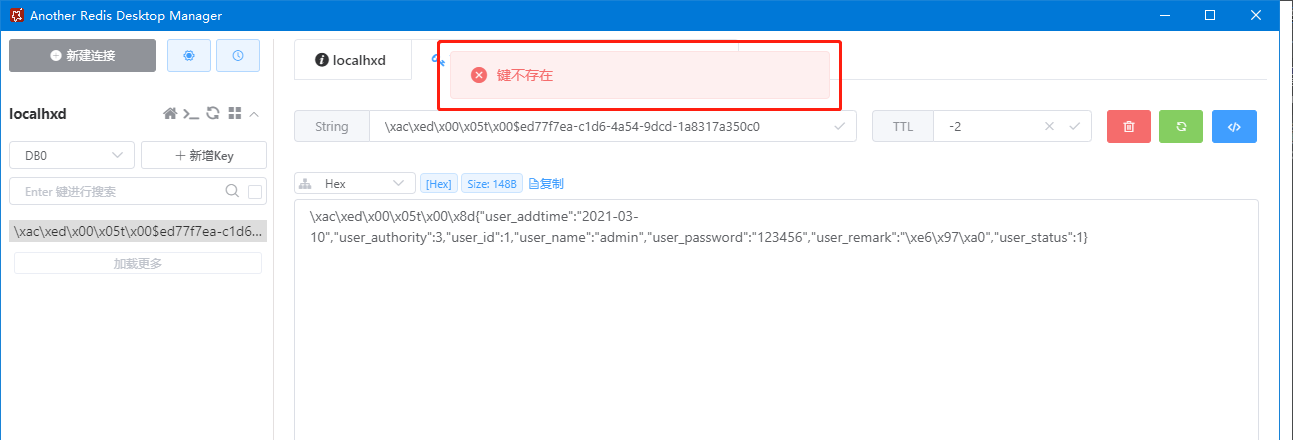 Another Redis Desktop Manager
新建连接
localhxd
键不存在
localhxd
String
\xac\xed\x00\x05t\x00$ed77f7ea-c1d6-4a54-9dcd-1a8317a350c0
TTL
-2
DB0
新增Key
Enter 键进行搜索
Hex
[Hex]
Size: 148B
复制
\xac\xed\x00\x05t\x00$ed77f7ea-c1d6...
加载更多
\xac\xed\x00\x05t\x00\x8d{"user_addtime":"2021-03-
10","user_authority":3,"user_id":1,"user_name":"admin","user_password":"123456","user_remark":"\xe6\x97\xa0","user_status":1}